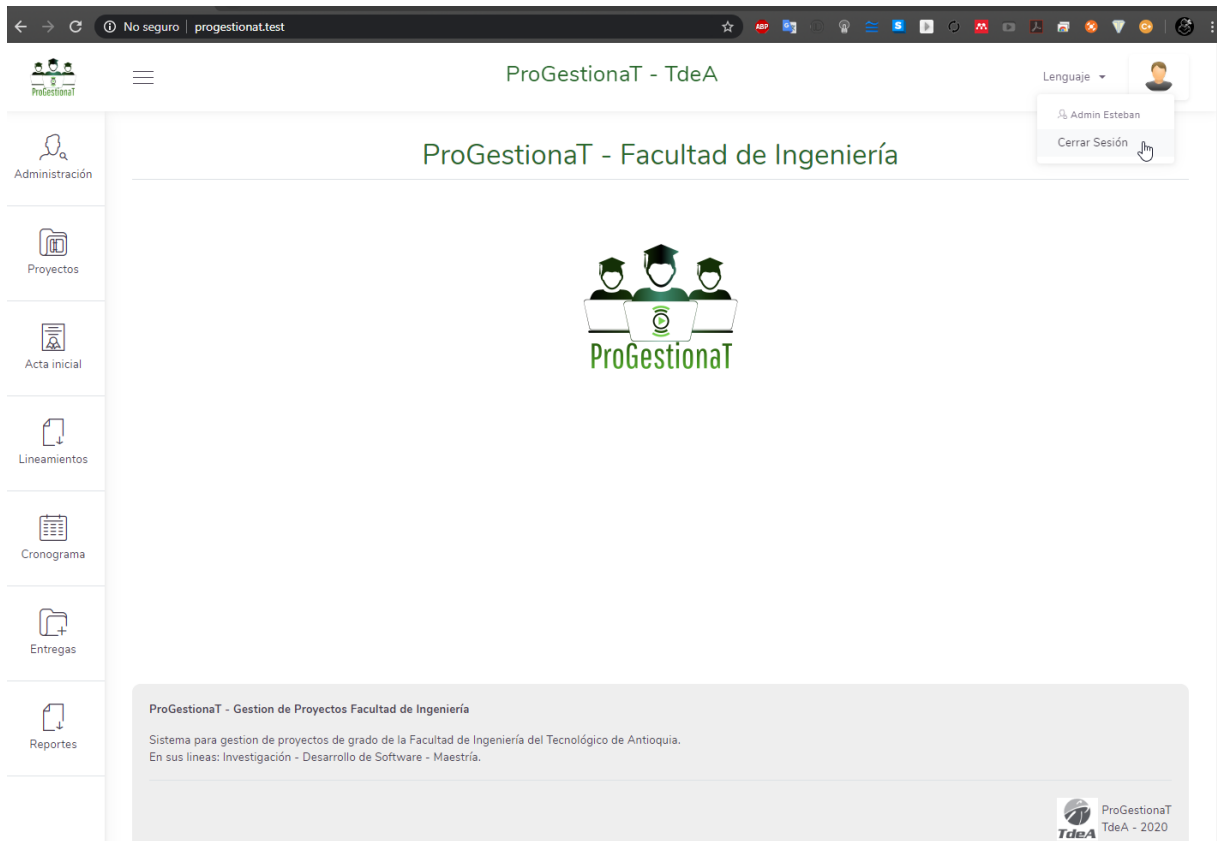 No seguro progestionat.test
ABP
ProGestionaT
ProGestionaT - TdeA
Lenguaje
Admin Esteban
Cerrar Sesión
Administración
Proyectos
Acta inicial
Lineamientos
Cronograma
Entregas
Reportes
ProGestionaT - Facultad de Ingeniería
ProGestionaT
ProGestionaT - Gestion de Proyectos Facultad de Ingeniería
Sistema para gestion de proyectos de grado de la Facultad de Ingeniería del Tecnológico de Antioquia.
En sus lineas: Investigación - Desarrollo de Software - Maestría.
TdeA
ProGestionaT
TdeA - 2020